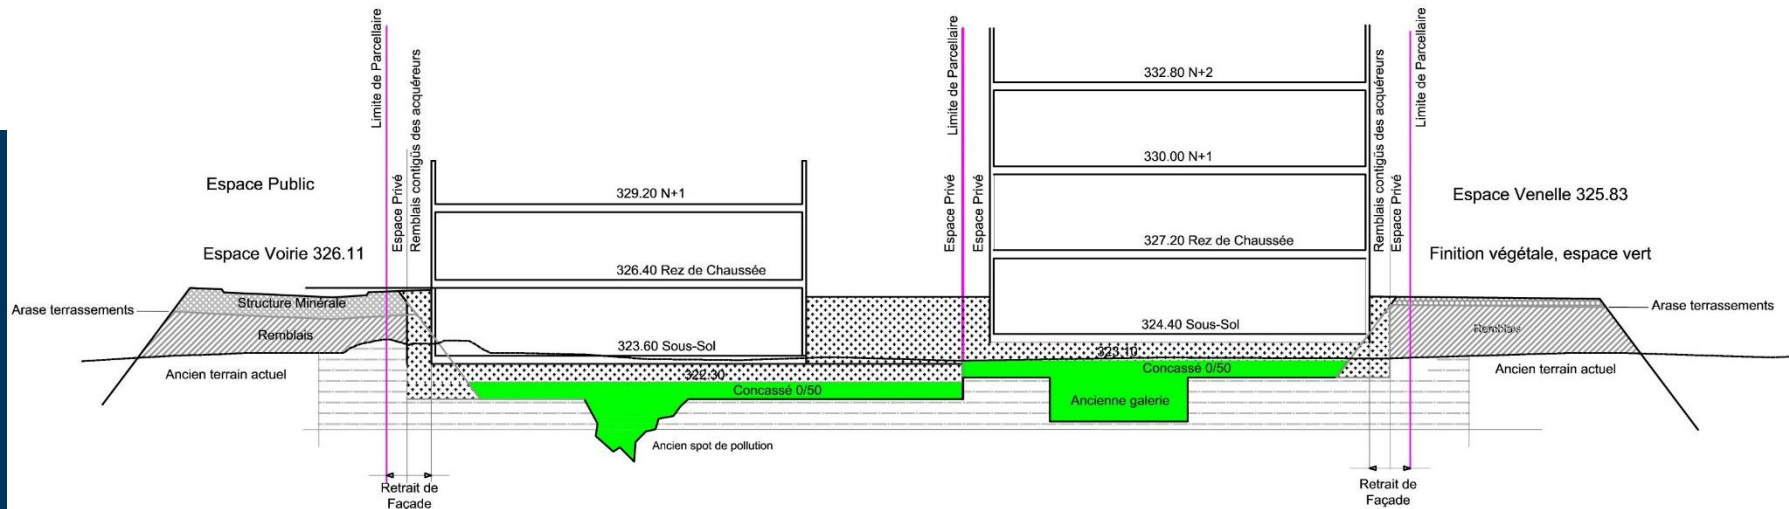 Limite de Parcellaire
Espace Privé
Remblais contigüs des acquéreurs
Limite de Parcellaire
Espace Privé
Espace Privé
Remblais contigüs des acquéreurs
Espace Privé
Limite de Parcellaire
332.80 N+2
330.00 N+1
327.20 Rez de Chaussée
324.40 Sous-Sol
323.10
Espace Public
Espace Voirie 326.11
329.20 N+1
326.40 Rez de Chaussée
323.60 Sous-Sol
322.30
Espace Venelle 325.83
Finition végétale, espace vert
Arase terrassements
Structure Minérale
Remblais
Ancien terrain actuel
Arase terrassements
Remblais
Ancien terrain actuel
Concassé 0/50
Concassé 0/50
Ancienne galerie
Ancien spot de pollution
Retrait de
Façade
Retrait de
Façade